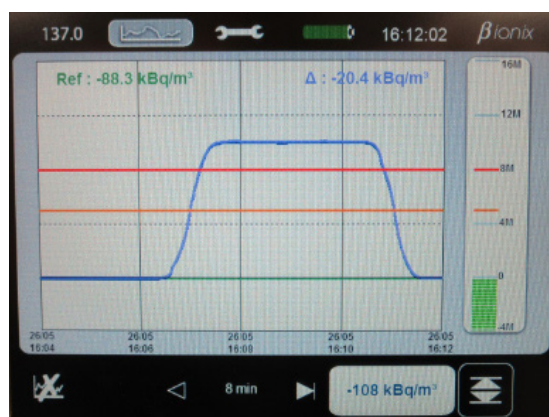 137.0
16:12:02
βionix
Ref : -88.3 kBq/m³
Δ : -20.4 kBq/m³
16M
12M
8M
4M
0
-4M
26/05
16:04
26/05
16:06
26/05
16:08
26/05
16:10
26/05
16:12
8 min
-108 kBq/m³